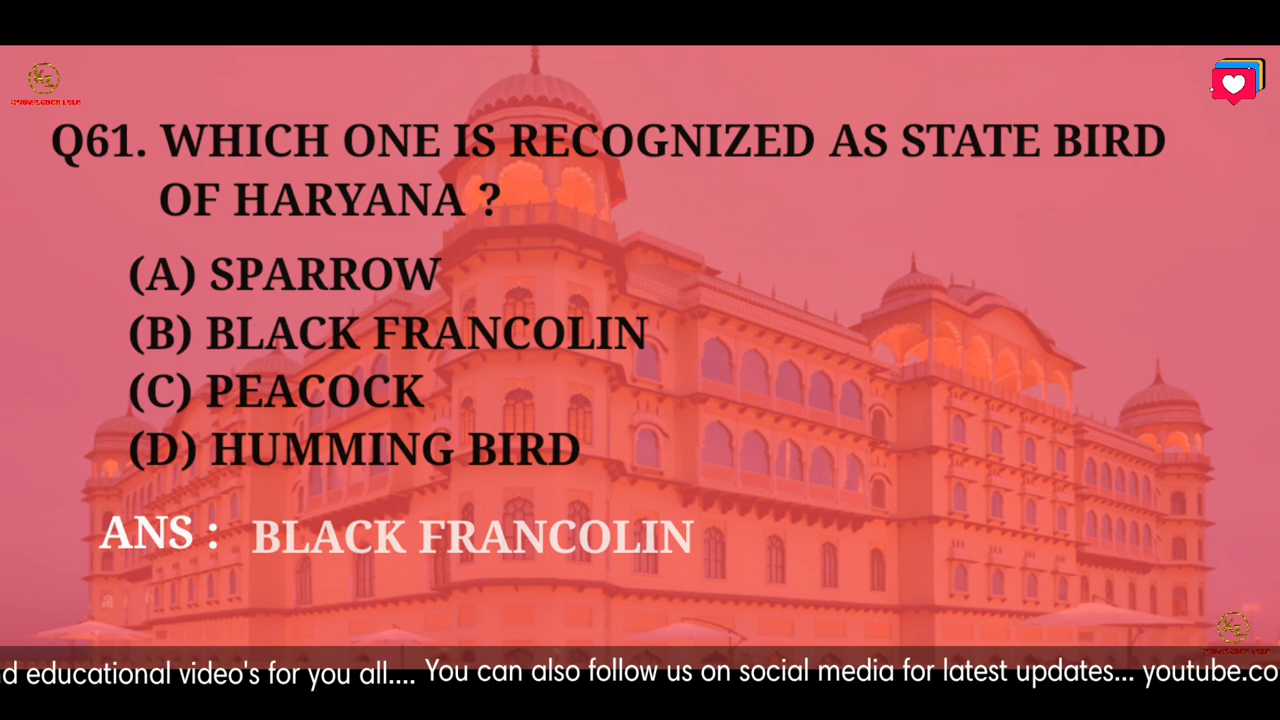 Q61. WHICH ONE IS RECOGNIZED AS STATE BIRD
OF HARYANA ?
(A) SPARROW
(B) BLACK FRANCOLIN
(C) PEACOCK
(D) HUMMING BIRD
ANS : BLACK FRANCOLIN
d educational video's for you all.... You can also follow us on social media for latest updates... youtube.co